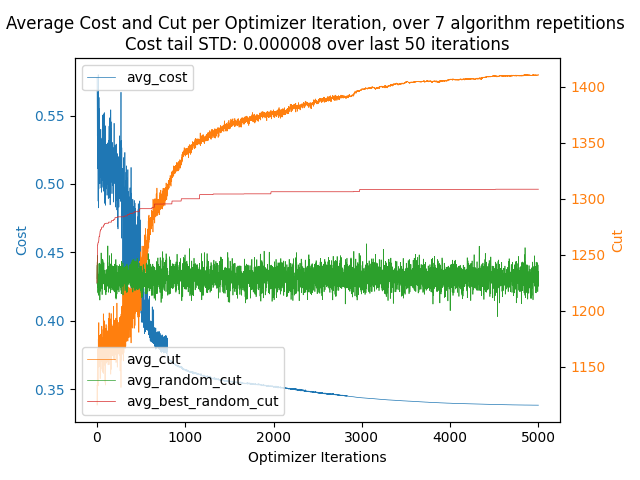 Average Cost and Cut per Optimizer Iteration, over 7 algorithm repetitions
Cost tail STD: 0.000008 over last 50 iterations
avg_cost
0.55
0.50
0.45
0.40
0.35
Cost
1400
1350
1300
1250
1200
1150
Cut
avg_cut
avg_random_cut
avg_best_random_cut
0
1000
2000
3000
4000
5000
Optimizer Iterations